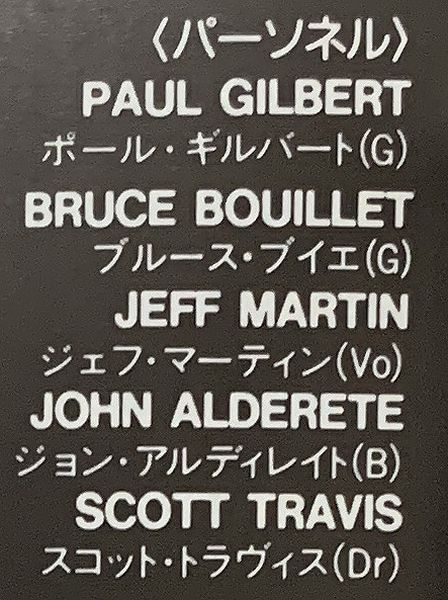 〈パーソネル〉
PAUL GILBERT
ポール・ギルバート(G)
BRUCE BOUILLET
ブルース・ブイエ(G)
JEFF MARTIN
ジェフ・マーティン(Vo)
JOHN ALDERETE
ジョン・アルディレイト(B)
SCOTT TRAVIS
スコット・トラヴィス(Dr)